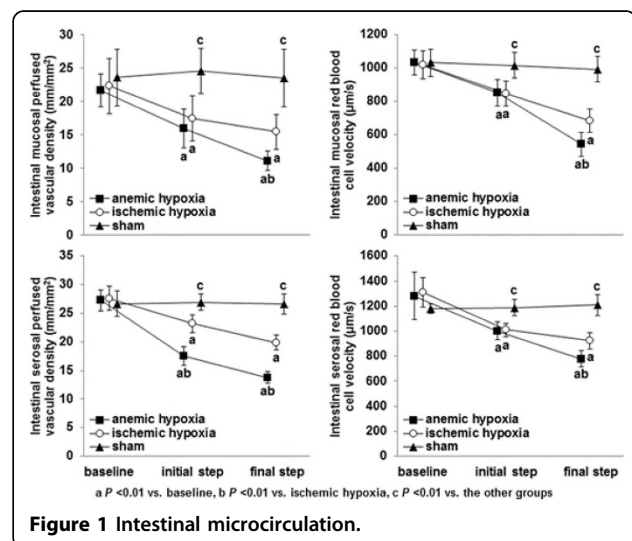 Intestinal mucosal perfused
vascular density (mm/mm²)
30
25
20
15
10
5
0
c
c
a
a
a
ab
anemic hypoxia
ischemic hypoxia
sham
Intestinal mucosal red blood
cell velocity (µm/s)
1200
1000
800
600
400
200
0
c
c
a a
a
ab
anemic hypoxia
ischemic hypoxia
sham
Intestinal serosal perfused
vascular density (mm/mm²)
35
30
25
20
15
10
5
0
c
c
a
ab
a
ab
anemic hypoxia
ischemic hypoxia
sham
baseline initial step final step
Intestinal serosal red blood
cell velocity (µm/s)
1600
1400
1200
1000
800
600
400
200
0
c
c
a a
a
ab
anemic hypoxia
ischemic hypoxia
sham
baseline initial step final step
a P <0.01 vs. baseline, b P <0.01 vs. ischemic hypoxia, c P <0.01 vs. the other groups
Figure 1 Intestinal microcirculation.